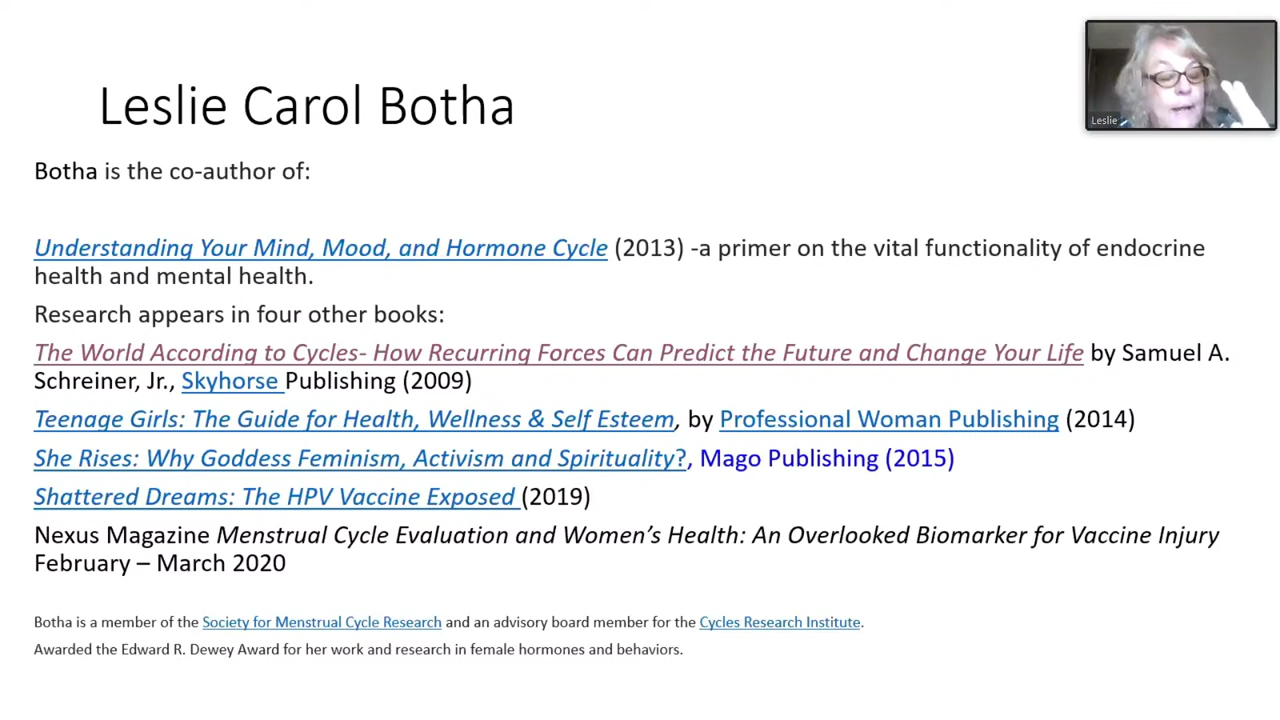 Leslie Carol Botha
Leslie
Botha is the co-author of:
Understanding Your Mind, Mood, and Hormone Cycle (2013) -a primer on the vital functionality of endocrine
health and mental health.
Research appears in four other books:
The World According to Cycles- How Recurring Forces Can Predict the Future and Change Your Life by Samuel A.
Schreiner, Jr., Skyhorse Publishing (2009)
Teenage Girls: The Guide for Health, Wellness & Self Esteem, by Professional Woman Publishing (2014)
She Rises: Why Goddess Feminism, Activism and Spirituality?, Mago Publishing (2015)
Shattered Dreams: The HPV Vaccine Exposed (2019)
Nexus Magazine Menstrual Cycle Evaluation and Women’s Health: An Overlooked Biomarker for Vaccine Injury
February – March 2020
Botha is a member of the Society for Menstrual Cycle Research and an advisory board member for the Cycles Research Institute.
Awarded the Edward R. Dewey Award for her work and research in female hormones and behaviors.